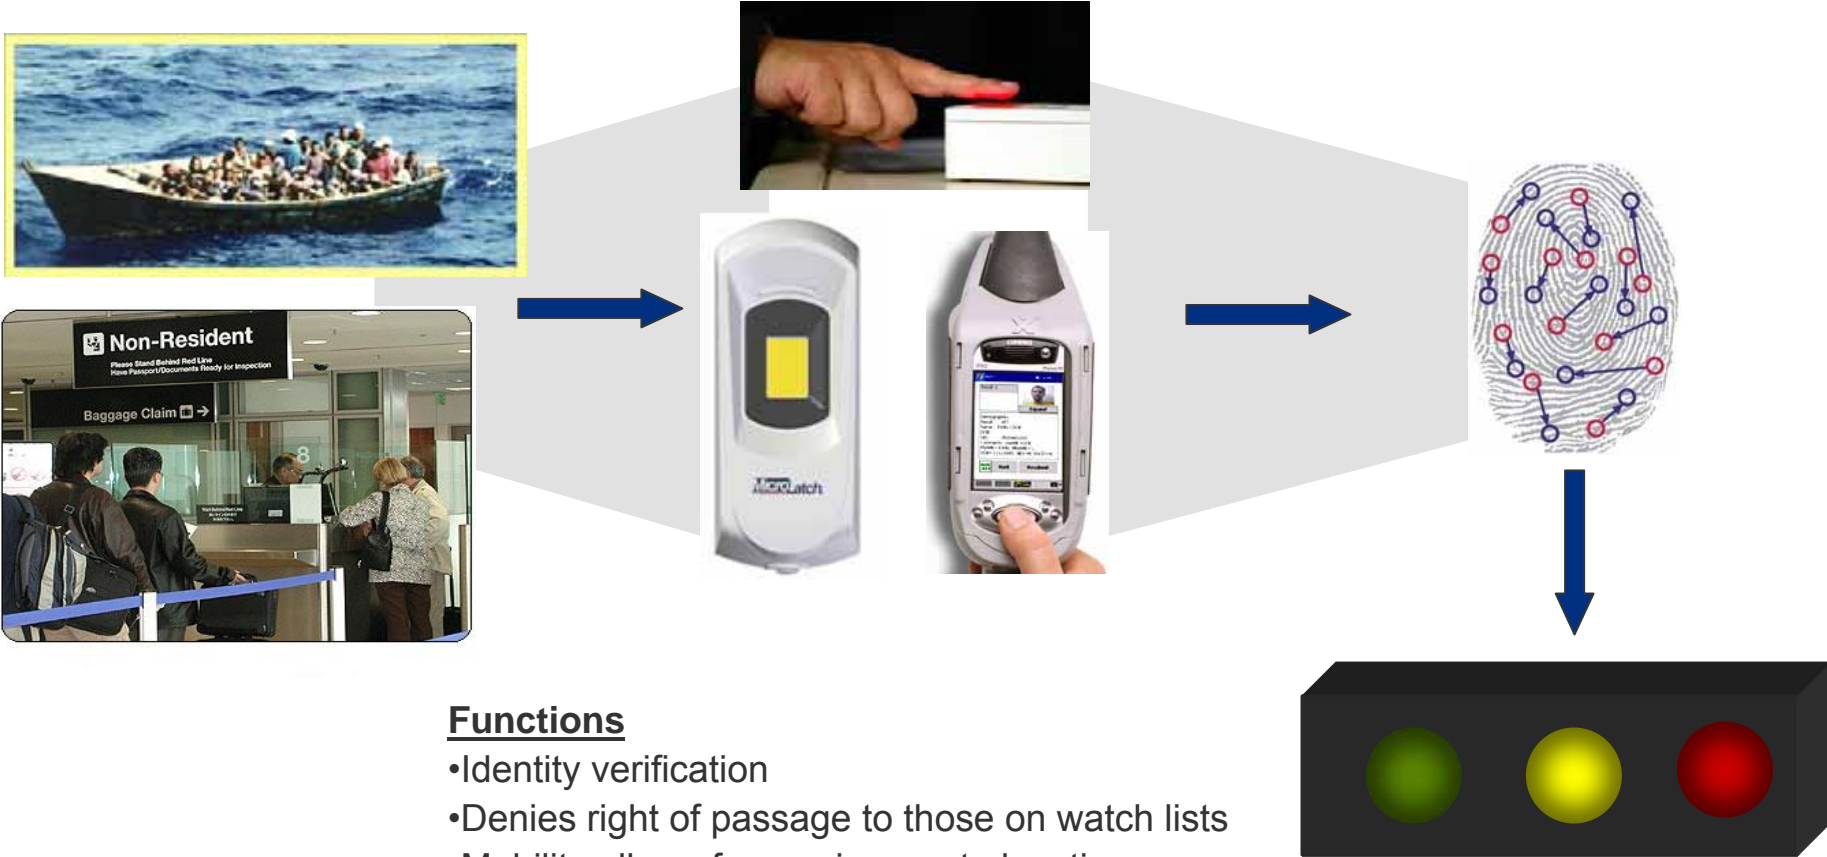 Non-Resident
Please Stand Behind Red Line
Have Passport/Documents Ready for Inspection
Baggage Claim
8
MicroLatch
Functions
•Identity verification
•Denies right of passage to those on watch lists